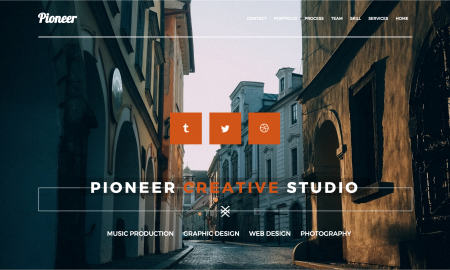 Pioneer
CONTACT PORTFOLIO PROCESS TEAM SKILL SERVICES HOME
PIONEER CREATIVE STUDIO
MUSIC PRODUCTION GRAPHIC DESIGN WEB DESIGN PHOTOGRAPHY